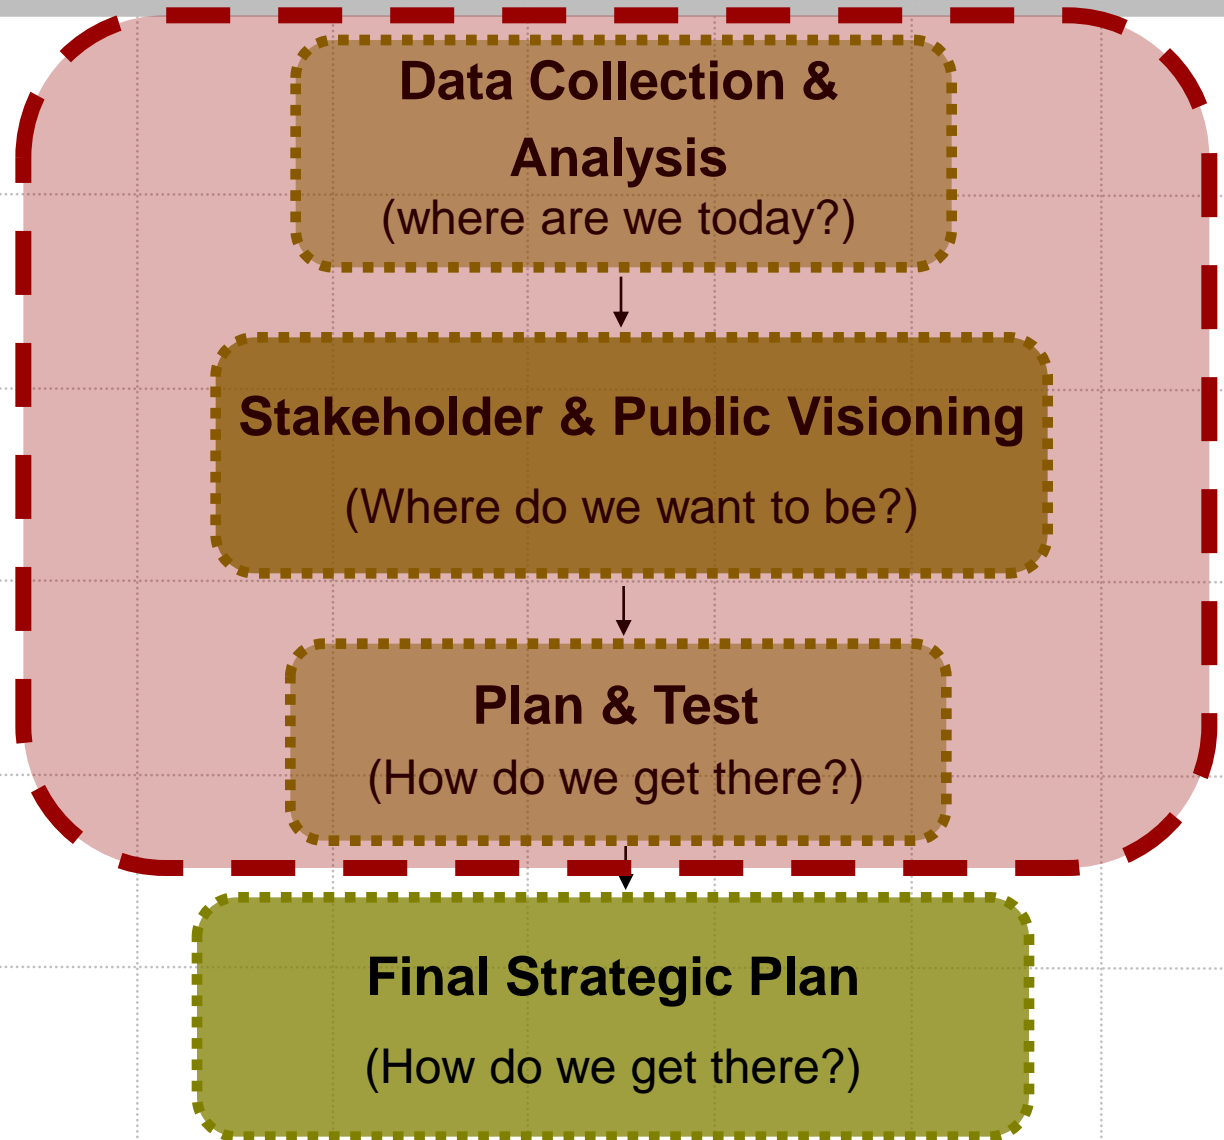 Data Collection &
Analysis
(where are we today?)
Stakeholder & Public Visioning
(Where do we want to be?)
Plan & Test
(How do we get there?)
Final Strategic Plan
(How do we get there?)